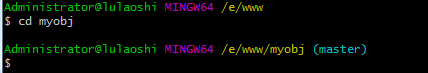 Administrator@lulaoshi MINGW64 /e/www
$ cd myobj
Administrator@lulaoshi MINGW64 /e/www/myobj (master)
$